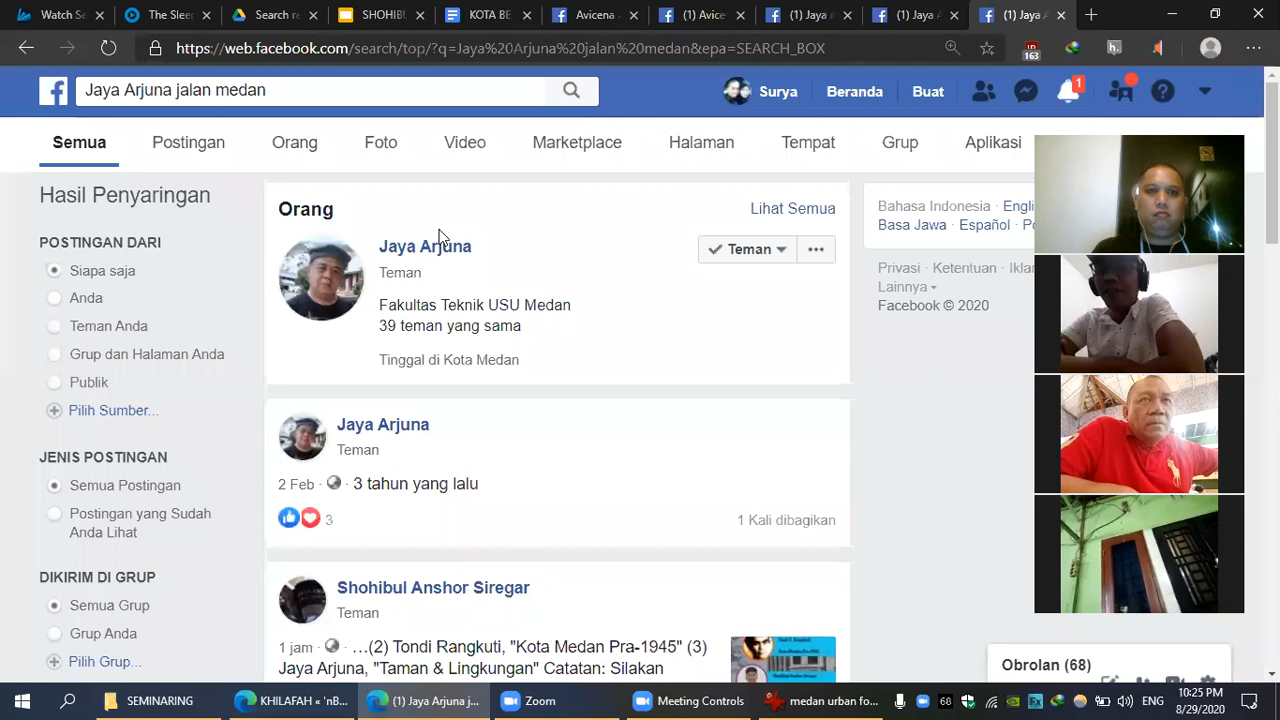 Watch Se
The Slee
Search re
SHOHIBU
KOTA BE
Avicena
(1) Avice
(1) Jaya A
(1) Jaya A
(1) Jaya A
https://web.facebook.com/search/top/?q=Jaya%20Arjuna%20jalan%20medan&epa=SEARCH_BOX
163
Jaya Arjuna jalan medan
Surya
Beranda
Buat
1
Semua
Postingan
Orang
Foto
Video
Marketplace
Halaman
Tempat
Grup
Aplikasi
Hasil Penyaringan
POSTINGAN DARI
Siapa saja
Anda
Teman Anda
Grup dan Halaman Anda
Publik
Pilih Sumber...
JENIS POSTINGAN
Semua Postingan
Postingan yang Sudah
Anda Lihat
DIKIRIM DI GRUP
Semua Grup
Grup Anda
Pilih Grup...
Orang
Lihat Semua
Jaya Arjuna
Teman
Fakultas Teknik USU Medan
39 teman yang sama
Tinggal di Kota Medan
Teman
Jaya Arjuna
Teman
2 Feb · 3 tahun yang lalu
3
1 Kali dibagikan
Shohibul Anshor Siregar
Teman
1 jam · …(2) Tondi Rangkuti, "Kota Medan Pra-1945" (3)
Jaya Arjuna, "Taman & Lingkungan" Catatan: Silakan
Bahasa Indonesia · Engli
Basa Jawa · Español · Po
Privasi · Ketentuan · Iklan
Lainnya
Facebook © 2020
Obrolan (68)
SEMINARING
KHILAFAH « 'nB...
(1) Jaya Arjuna j...
Zoom
Meeting Controls
medan urban fo...
68
ENG
10:25 PM
8/29/2020